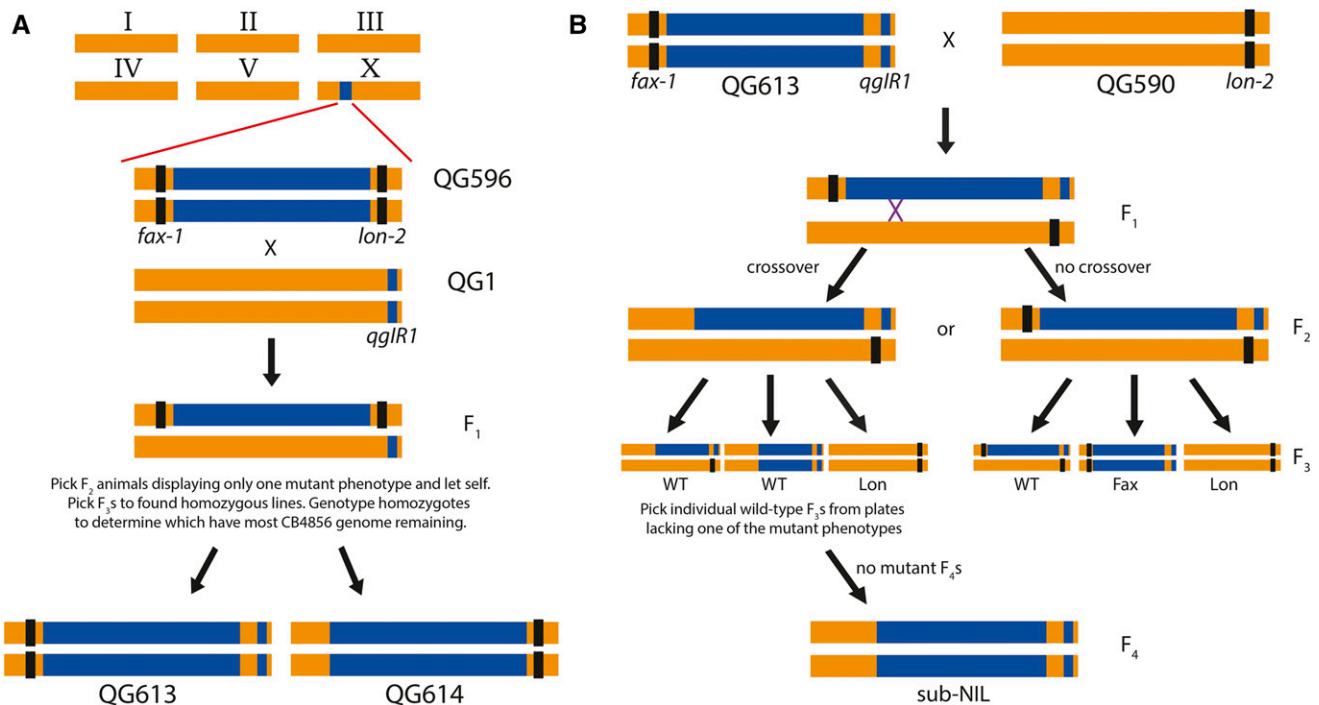 A
I II III
IV V X
QG596
fax-1 lon-2
X
QG1
qgIR1
F1
Pick F2 animals displaying only one mutant phenotype and let self.
Pick F3s to found homozygous lines. Genotype homozygotes
to determine which have most CB4856 genome remaining.
QG613 QG614
B
X
fax-1 QG613 qgIR1 QG590 lon-2
F1
crossover no crossover
or
F2
F3
WT WT Lon WT Fax Lon
Pick individual wild-type F3s from plates
lacking one of the mutant phenotypes
no mutant F4s
F4
sub-NIL